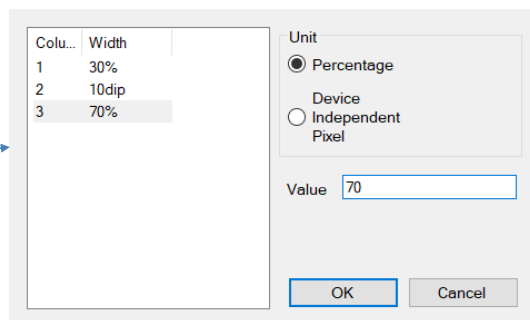 Colu... Width
1 30%
2 10dip
3 70%
Unit
Percentage
Device
Independent
Pixel
Value 70
OK Cancel